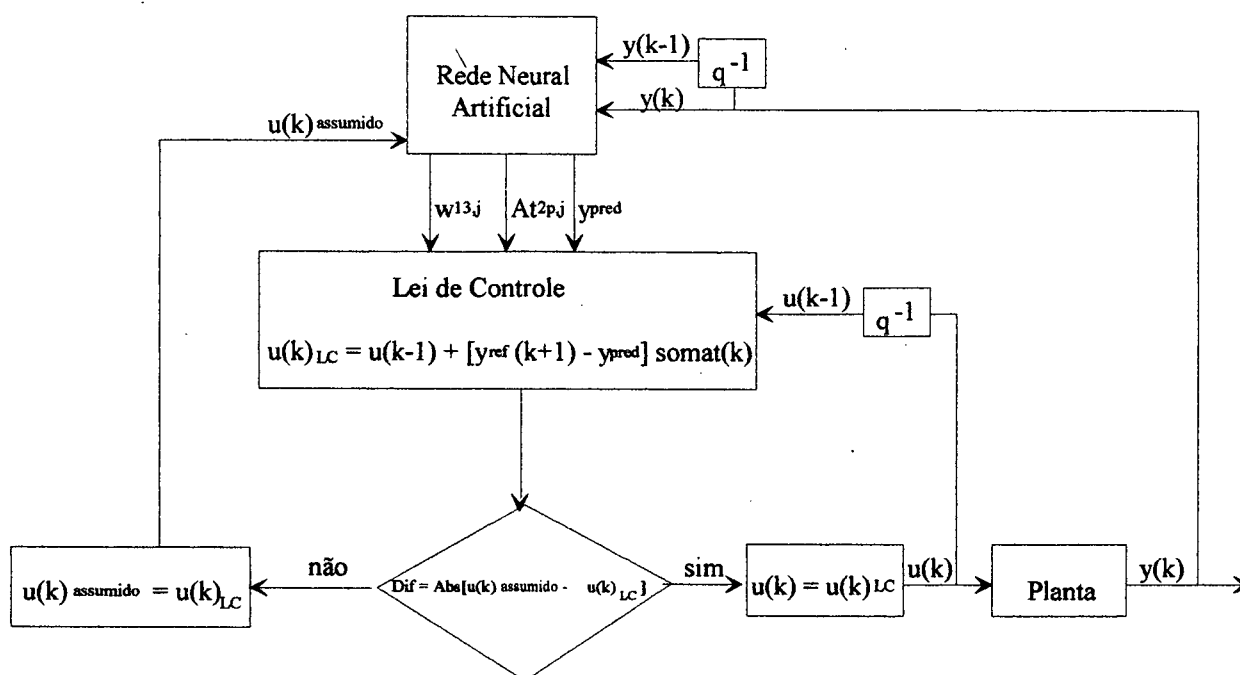 y(k-1)
q-1
Rede Neural
Artificial
y(k)
u(k) assumido
w13,j
At2p,j
ypred
Lei de Controle
u(k-1)
q-1
u(k)LC = u(k-1) + [yref (k+1) - ypred] somat(k)
não
sim
u(k) assumido = u(k)LC
Dif = Abs[u(k) assumido - u(k) LC }
u(k) = u(k)LC
u(k)
Planta
y(k)